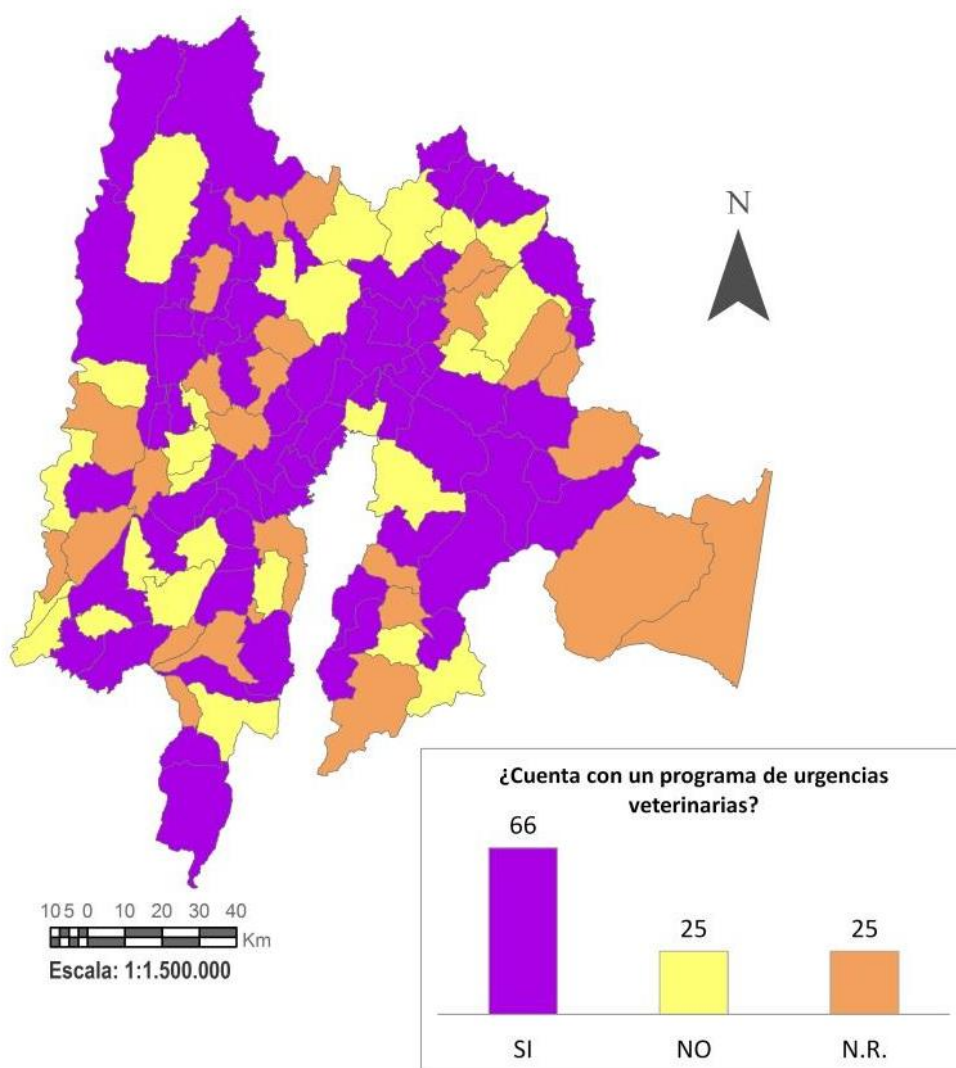 N
¿Cuenta con un programa de urgencias
veterinarias?
66
25
25
SI
NO
N.R.
10 5 0 10 20 30 40
Km
Escala: 1:1.500.000